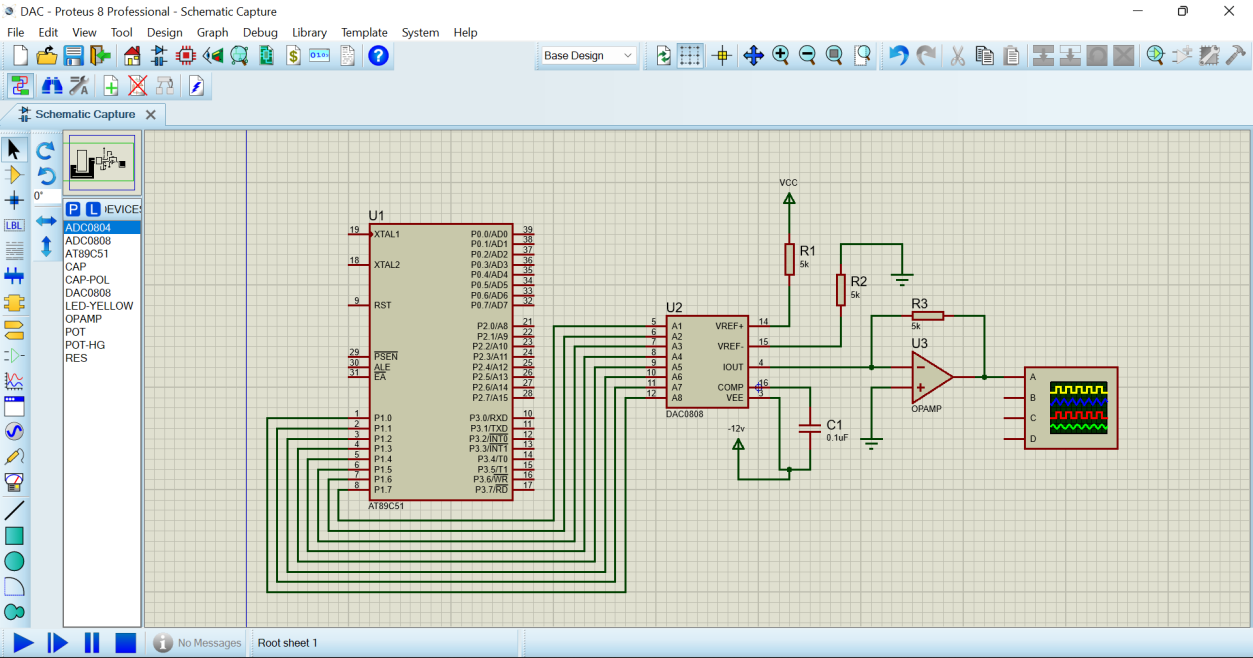 DAC - Proteus 8 Professional - Schematic Capture
File Edit View Tool Design Graph Debug Library Template System Help
Base Design
Schematic Capture
0°
P L DEVICES
LBL
ADC0804
ADC0808
AT89C51
CAP
CAP-POL
DAC0808
LED-YELLOW
OPAMP
POT
POT-HG
RES
U1
19 XTAL1
18 XTAL2
9 RST
29 PSEN
30 ALE
31 EA
1 P1.0
2 P1.1
3 P1.2
4 P1.3
5 P1.4
6 P1.5
7 P1.6
8 P1.7
P0.0/AD0 39
P0.1/AD1 38
P0.2/AD2 37
P0.3/AD3 36
P0.4/AD4 35
P0.5/AD5 34
P0.6/AD6 33
P0.7/AD7 32
P2.0/A8 21
P2.1/A9 22
P2.2/A10 23
P2.3/A11 24
P2.4/A12 25
P2.5/A13 26
P2.6/A14 27
P2.7/A15 28
P3.0/RXD 10
P3.1/TXD 11
P3.2/INT0 12
P3.3/INT1 13
P3.4/T0 14
P3.5/T1 15
P3.6/WR 16
P3.7/RD 17
AT89C51
U2
5 A1
6 A2
7 A3
8 A4
9 A5
10 A6
11 A7
12 A8
VREF+ 14
VREF- 15
IOUT 4
COMP 16
VEE 3
DAC0808
VCC
R1
5k
R2
5k
R3
5k
U3
OPAMP
C1
0.1uF
-12v
A
B
C
D
No Messages
Root sheet 1